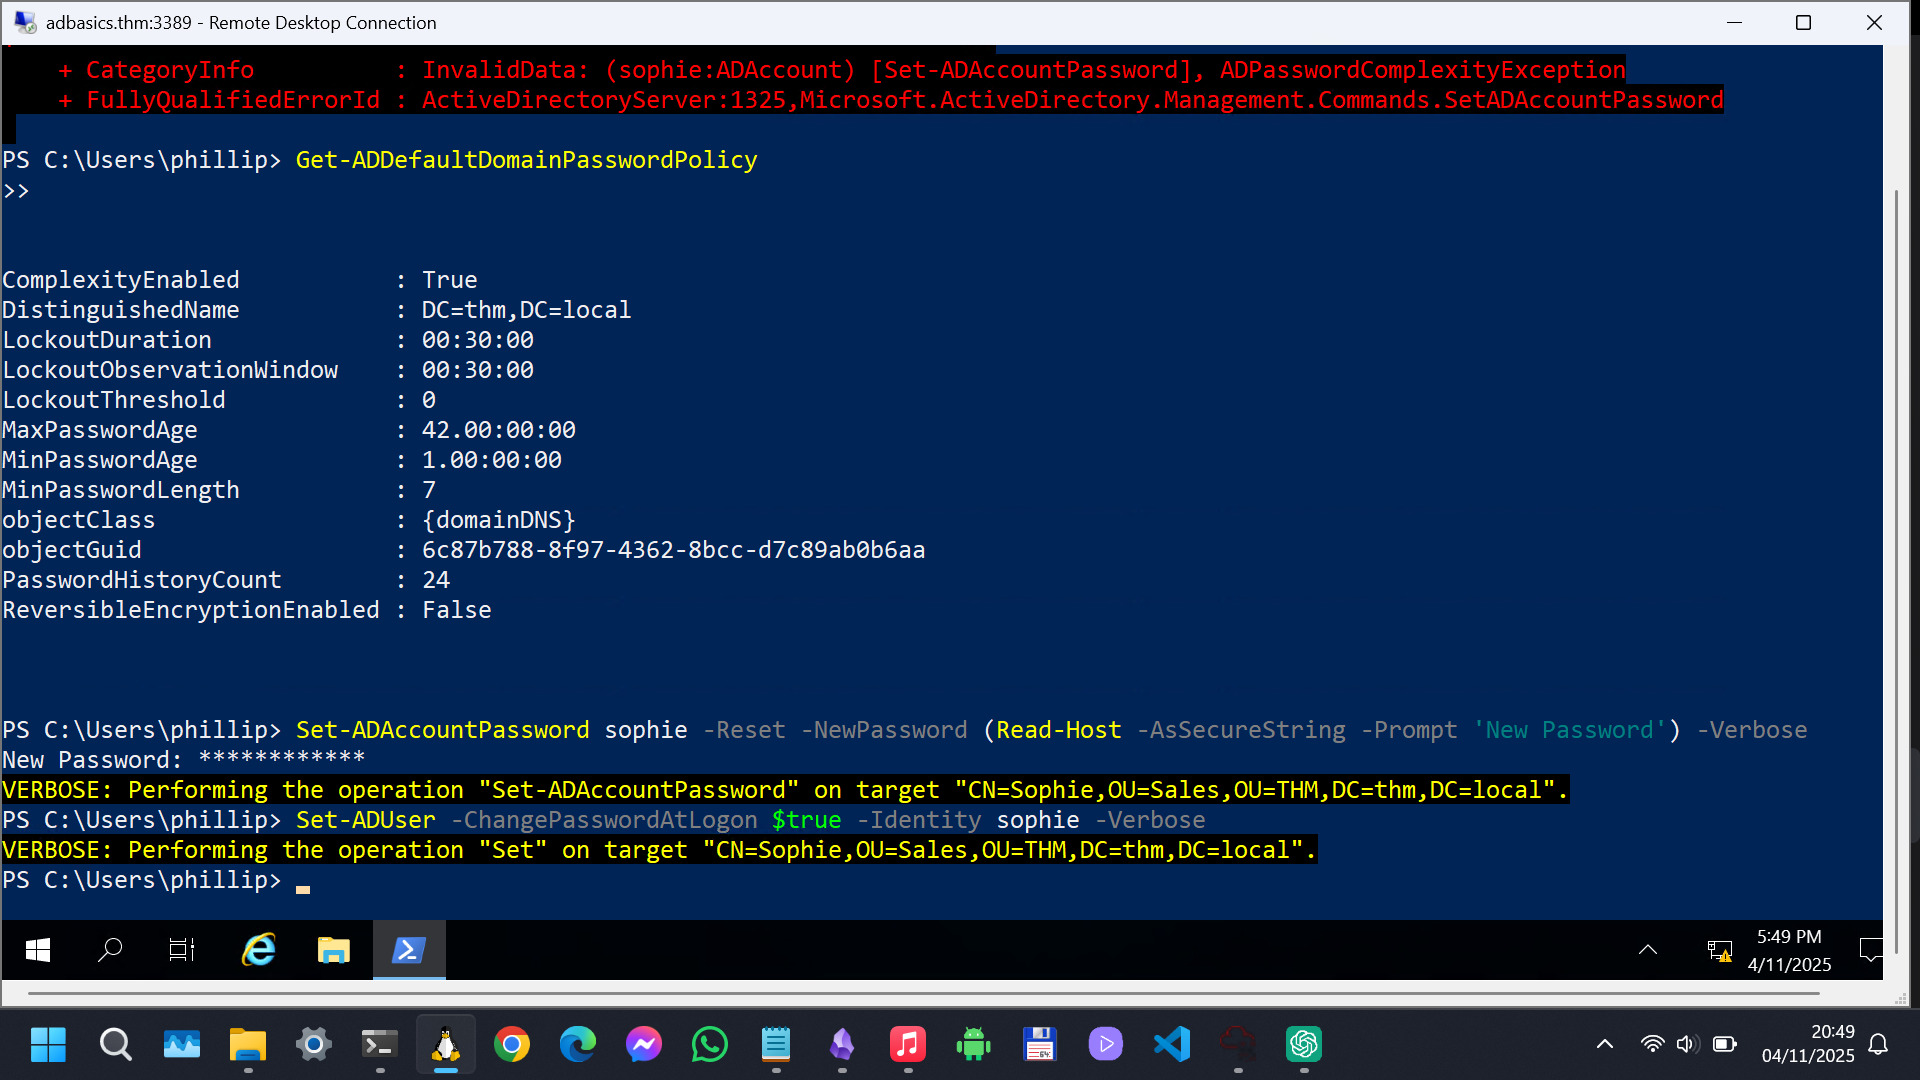 adbasics.thm:3389 - Remote Desktop Connection
+ CategoryInfo : InvalidData: (sophie:ADAccount) [Set-ADAccountPassword], ADPasswordComplexityException
+ FullyQualifiedErrorId : ActiveDirectoryServer:1325,Microsoft.ActiveDirectory.Management.Commands.SetADAccountPassword
PS C:\Users\phillip> Get-ADDefaultDomainPasswordPolicy
>>
ComplexityEnabled : True
DistinguishedName : DC=thm,DC=local
LockoutDuration : 00:30:00
LockoutObservationWindow : 00:30:00
LockoutThreshold : 0
MaxPasswordAge : 42.00:00:00
MinPasswordAge : 1.00:00:00
MinPasswordLength : 7
objectClass : {domainDNS}
objectGuid : 6c87b788-8f97-4362-8bcc-d7c89ab0b6aa
PasswordHistoryCount : 24
ReversibleEncryptionEnabled : False
PS C:\Users\phillip> Set-ADAccountPassword sophie -Reset -NewPassword (Read-Host -AsSecureString -Prompt 'New Password') -Verbose
New Password: ************
VERBOSE: Performing the operation "Set-ADAccountPassword" on target "CN=Sophie,OU=Sales,OU=THM,DC=thm,DC=local".
PS C:\Users\phillip> Set-ADUser -ChangePasswordAtLogon $true -Identity sophie -Verbose
VERBOSE: Performing the operation "Set" on target "CN=Sophie,OU=Sales,OU=THM,DC=thm,DC=local".
PS C:\Users\phillip>
5:49 PM
4/11/2025
64
20:49
04/11/2025